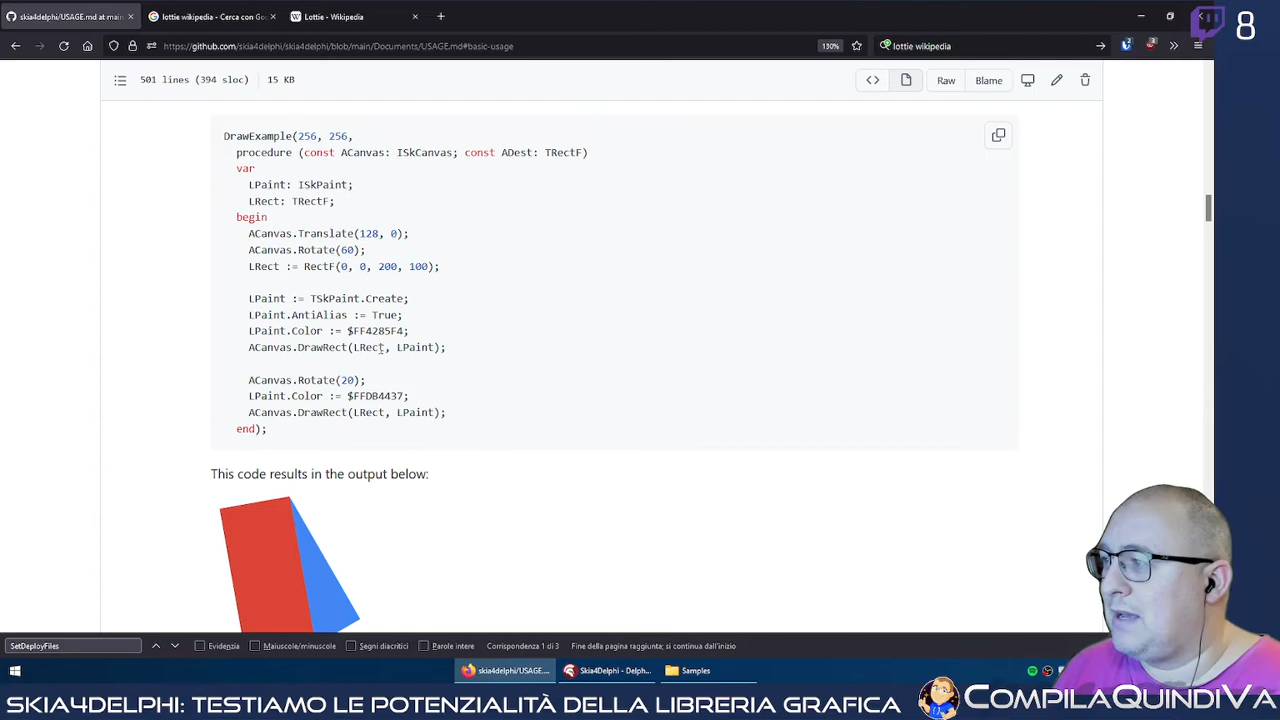 skia4delphi/USAGE.md at main
lottie wikipedia - Cerca con Goo
Lottie - Wikipedia
8
https://github.com/skia4delphi/skia4delphi/blob/main/Documents/USAGE.md#basic-usage
130%
lottie wikipedia
501 lines (394 sloc)
15 KB
Raw
Blame
DrawExample(256, 256,
procedure (const ACanvas: ISkCanvas; const ADest: TRectF)
var
LPaint: ISkPaint;
LRect: TRectF;
begin
ACanvas.Translate(128, 0);
ACanvas.Rotate(60);
LRect := RectF(0, 0, 200, 100);
LPaint := TSkPaint.Create;
LPaint.AntiAlias := True;
LPaint.Color := $FF4285F4;
ACanvas.DrawRect(LRect, LPaint);
ACanvas.Rotate(20);
LPaint.Color := $FFDB4437;
ACanvas.DrawRect(LRect, LPaint);
end);
This code results in the output below:
SetDeployFiles
Evidenzia
Maiuscole/minuscole
Segni diacritici
Parole intere
Corrispondenza 1 di 3
Fine della pagina raggiunta; si continua dall'inizio
skia4delphi/USAGE....
Skia4Delphi - Delph...
Samples
SKIA4DELPHI: TESTIAMO LE POTENZIALITÀ DELLA LIBRERIA GRAFICA
COMPILAQUINDIVA